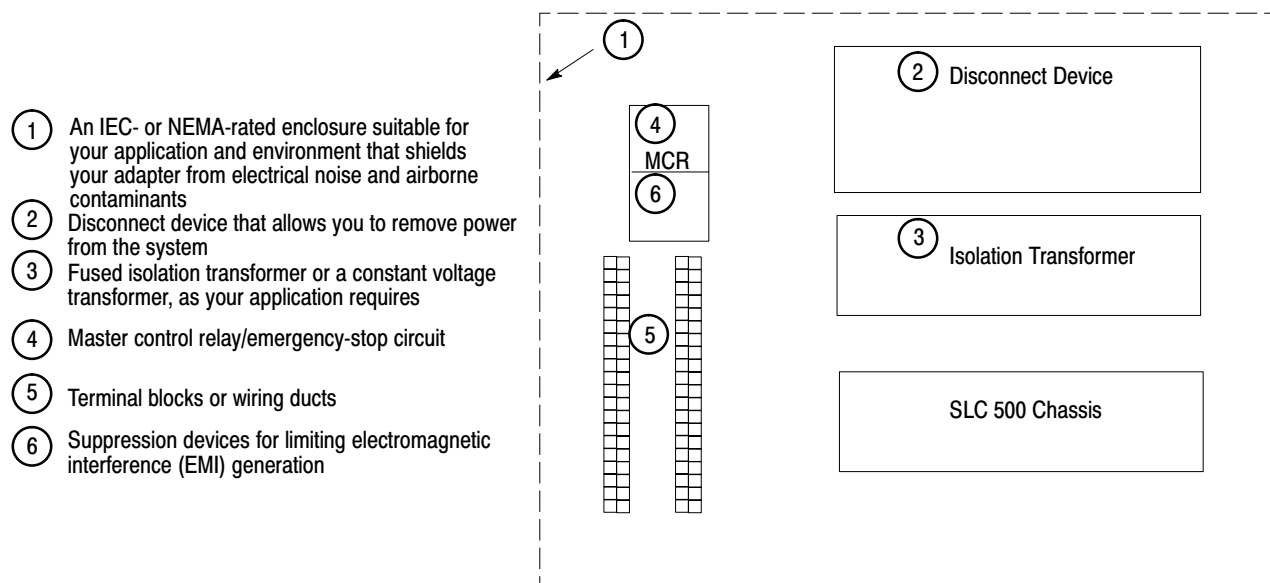 1 An IEC- or NEMA-rated enclosure suitable for
your application and environment that shields
your adapter from electrical noise and airborne
contaminants
2 Disconnect device that allows you to remove power
from the system
3 Fused isolation transformer or a constant voltage
transformer, as your application requires
4 Master control relay/emergency-stop circuit
5 Terminal blocks or wiring ducts
6 Suppression devices for limiting electromagnetic
interference (EMI) generation
1
4
MCR
6
5
2 Disconnect Device
3 Isolation Transformer
SLC 500 Chassis